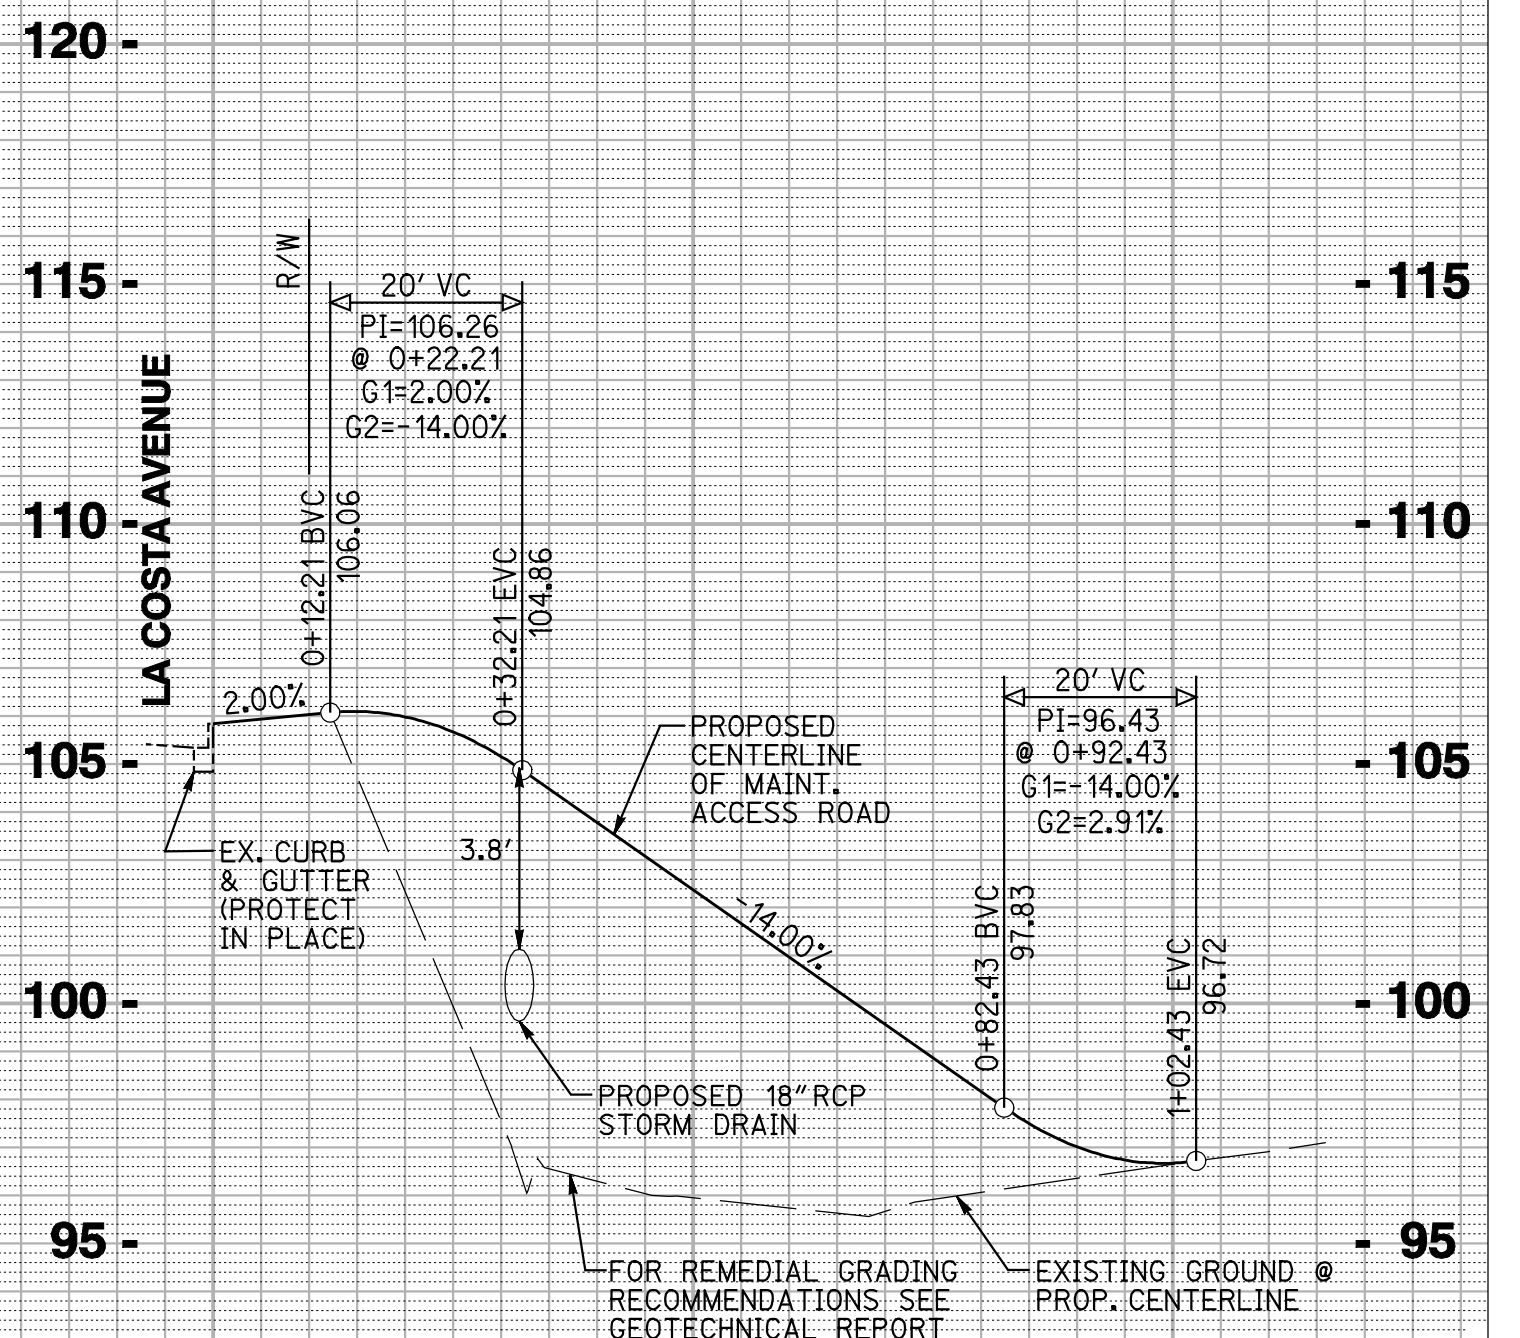 120 -
R/W
115 -
20' VC
- 115
PI=106.26
@ 0+22.21
G1=2.00%
G2=-14.00%
LA COSTA AVENUE
110 -
0+12.21 BVC
106.06
0+32.21 EVC
104.86
- 110
2.00%
20' VC
PI=96.43
@ 0+92.43
G1=-14.00%
G2=2.91%
PROPOSED
CENTERLINE
OF MAINT.
ACCESS ROAD
105 -
- 105
3.8'
EX. CURB
& GUTTER
(PROTECT
IN PLACE)
-14.00%
0+82.43 BVC
97.83
1+02.43 EVC
96.72
100 -
- 100
PROPOSED 18" RCP
STORM DRAIN
95 -
- 95
FOR REMEDIAL GRADING
RECOMMENDATIONS SEE
GEOTECHNICAL REPORT
EXISTING GROUND @
PROP. CENTERLINE